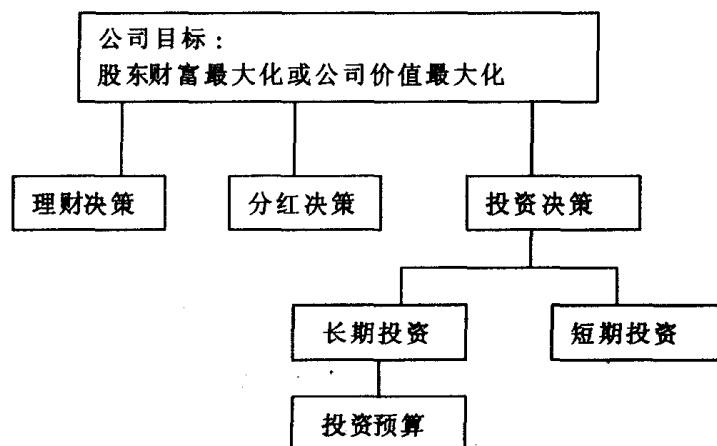 公司目标：
股东财富最大化或公司价值最大化
理财决策
分红决策
投资决策
长期投资
短期投资
投资预算